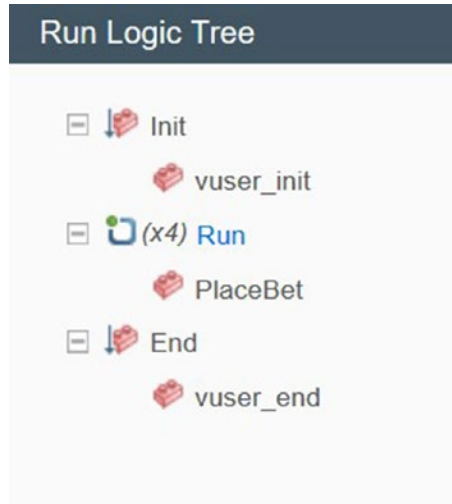 Run Logic Tree
Init
vuser_init
(x4) Run
PlaceBet
End
vuser_end